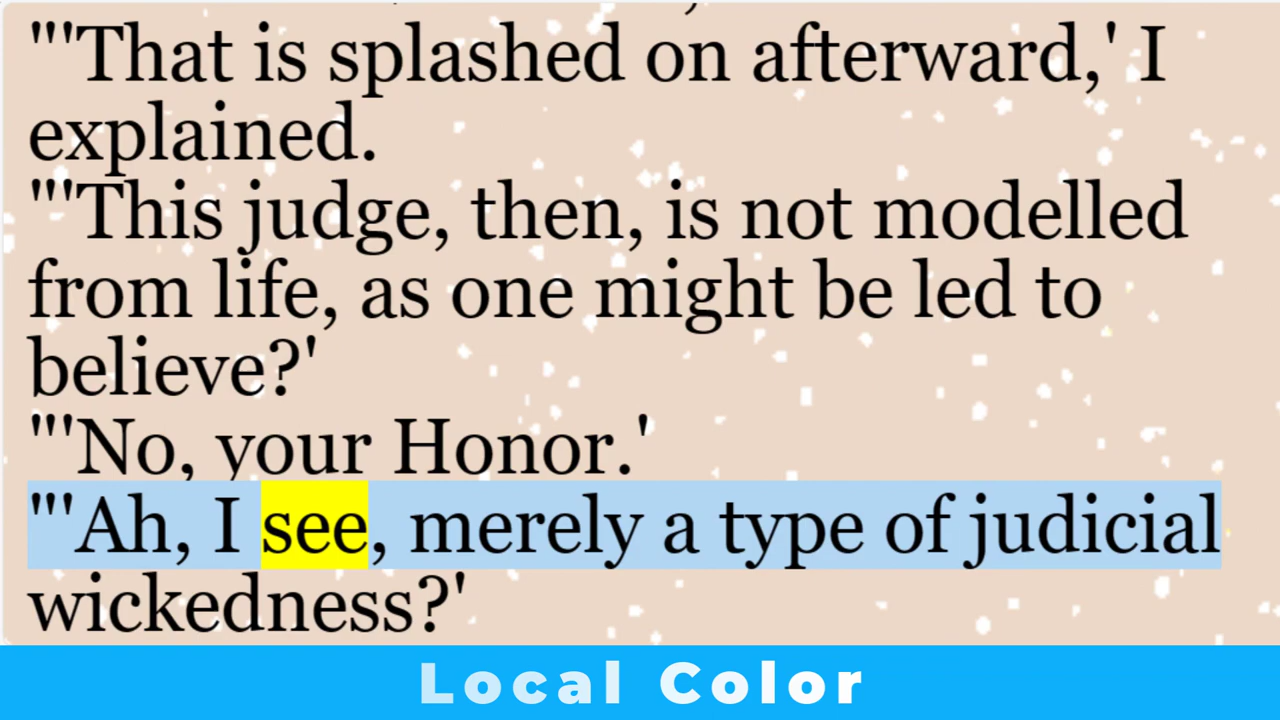 "'That is splashed on afterward,' I
explained.
"'This judge, then, is not modelled
from life, as one might be led to
believe?'
"'No, your Honor.'
"'Ah, I see, merely a type of judicial
wickedness?'
Local Color